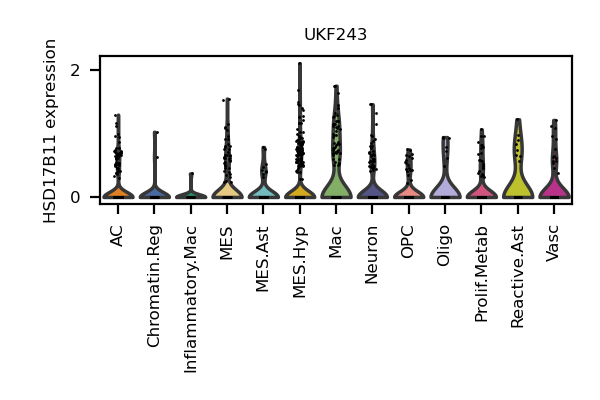 UKF243
HSD17B11 expression
2
0
AC
Chromatin.Reg
Inflammatory.Mac
MES
MES.Ast
MES.Hyp
Mac
Neuron
OPC
Oligo
Prolif.Metab
Reactive.Ast
Vasc